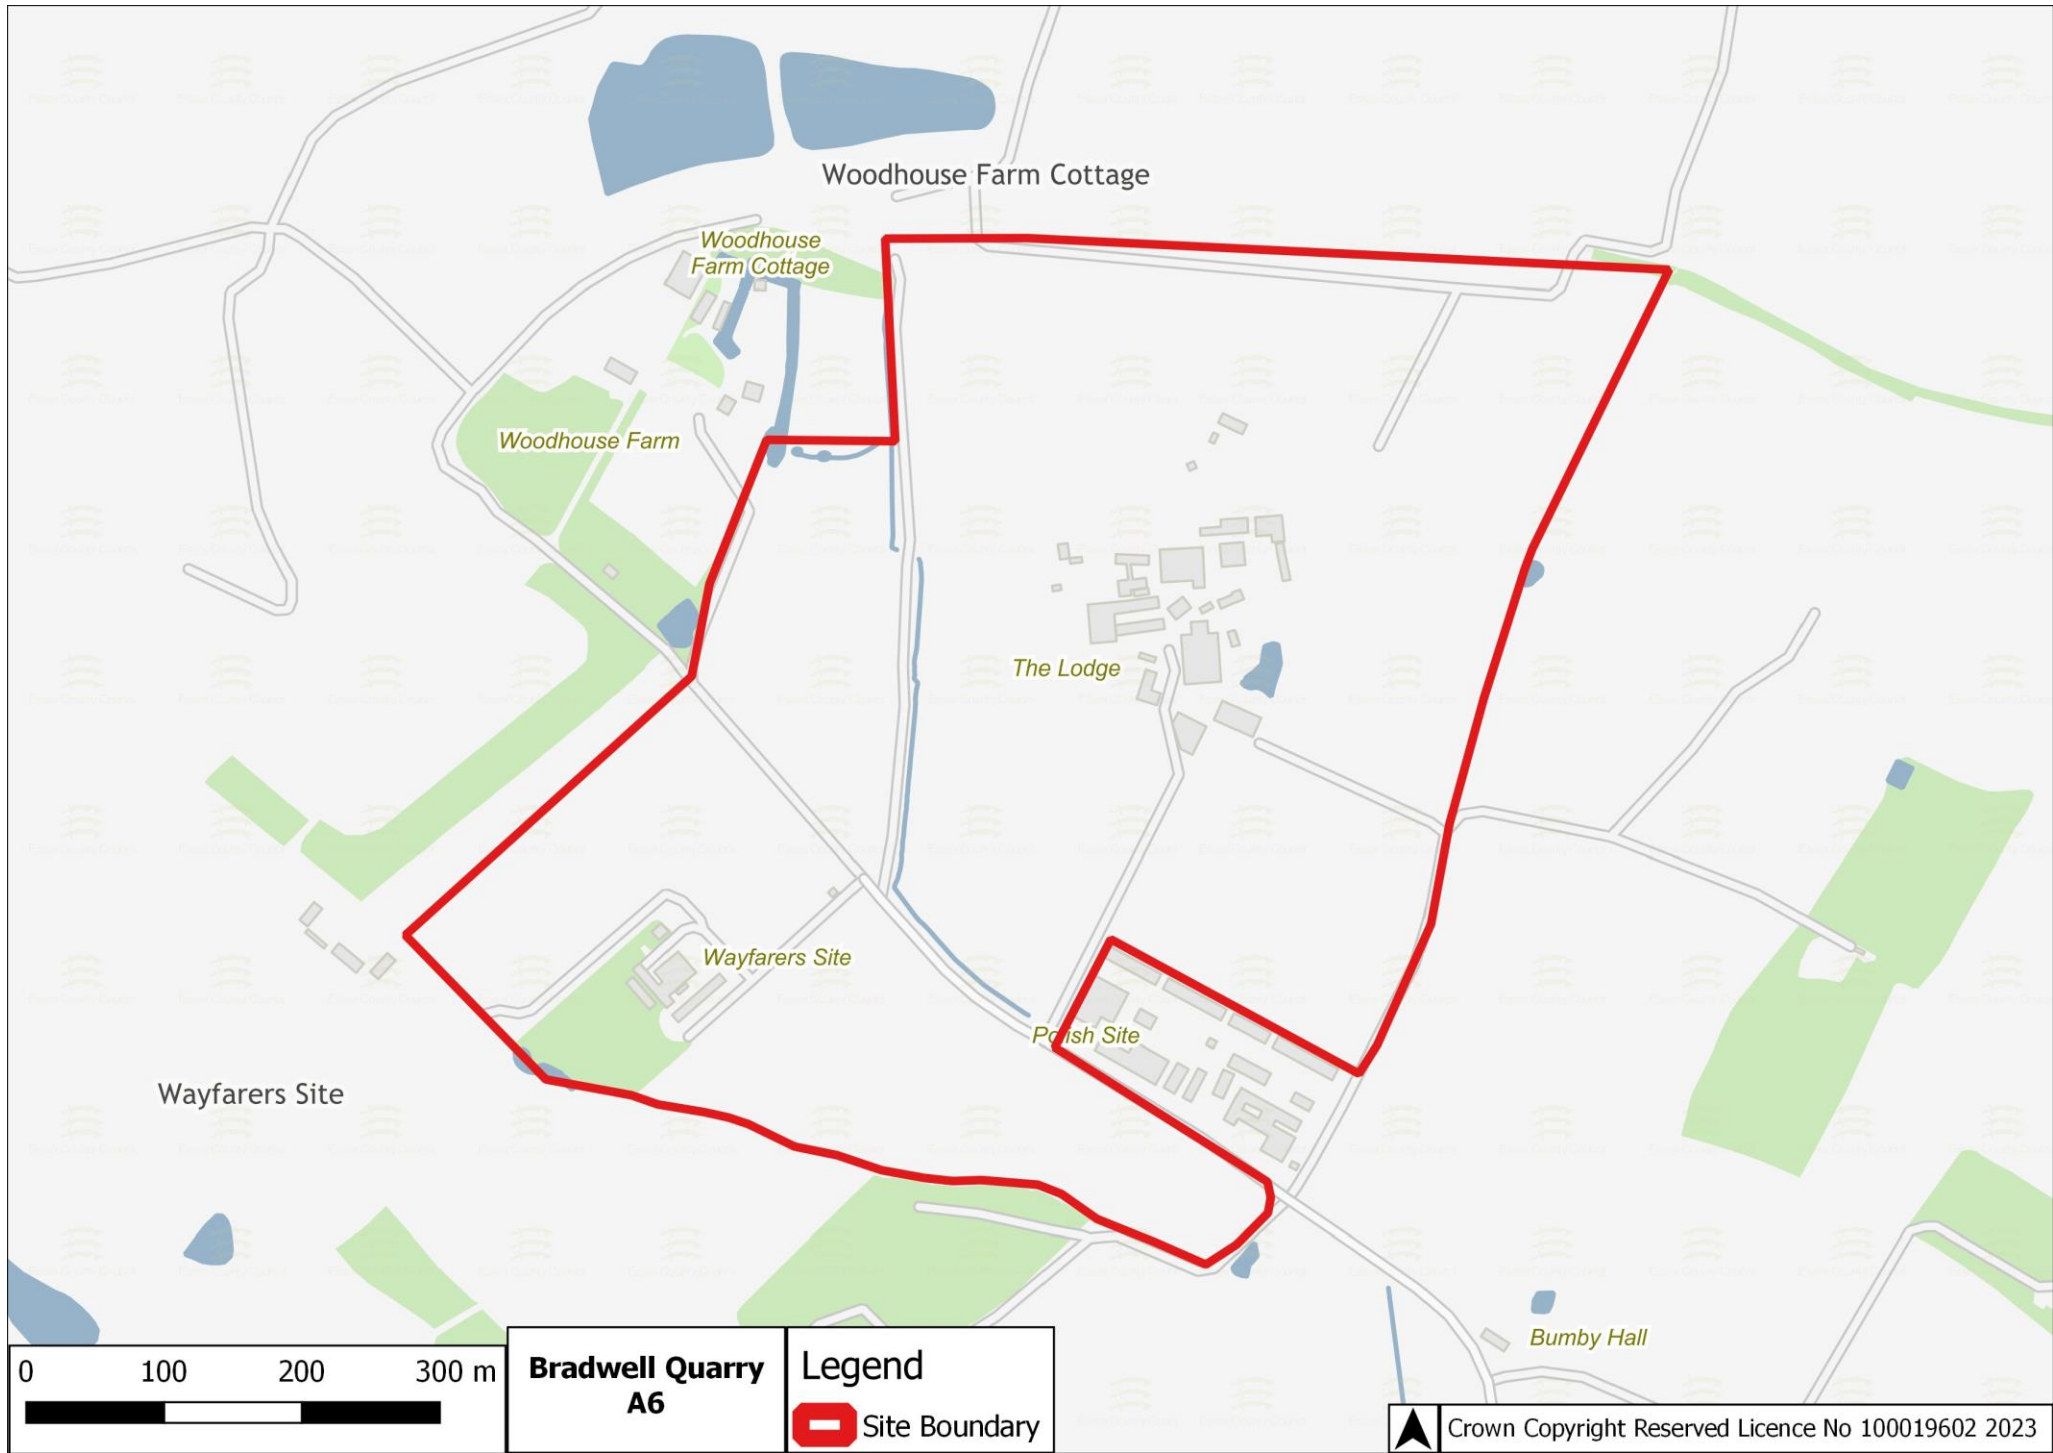 Woodhouse Farm Cottage
Woodhouse
Farm Cottage
Woodhouse Farm
The Lodge
Wayfarers Site
Polish Site
Wayfarers Site
Bumby Hall
0 100 200 300 m
Bradwell Quarry
A6
Legend
Site Boundary
Crown Copyright Reserved Licence No 100019602 2023